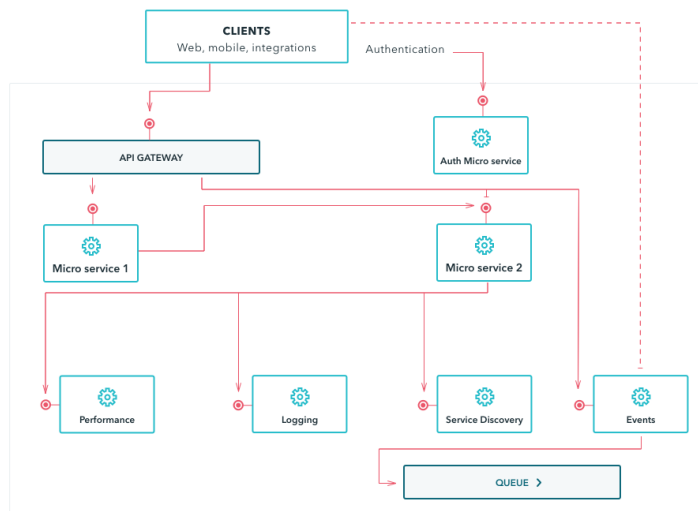 CLIENTS
Web, mobile, integrations
Authentication
API GATEWAY
Auth Micro service
Micro service 1
Micro service 2
Performance
Logging
Service Discovery
Events
QUEUE